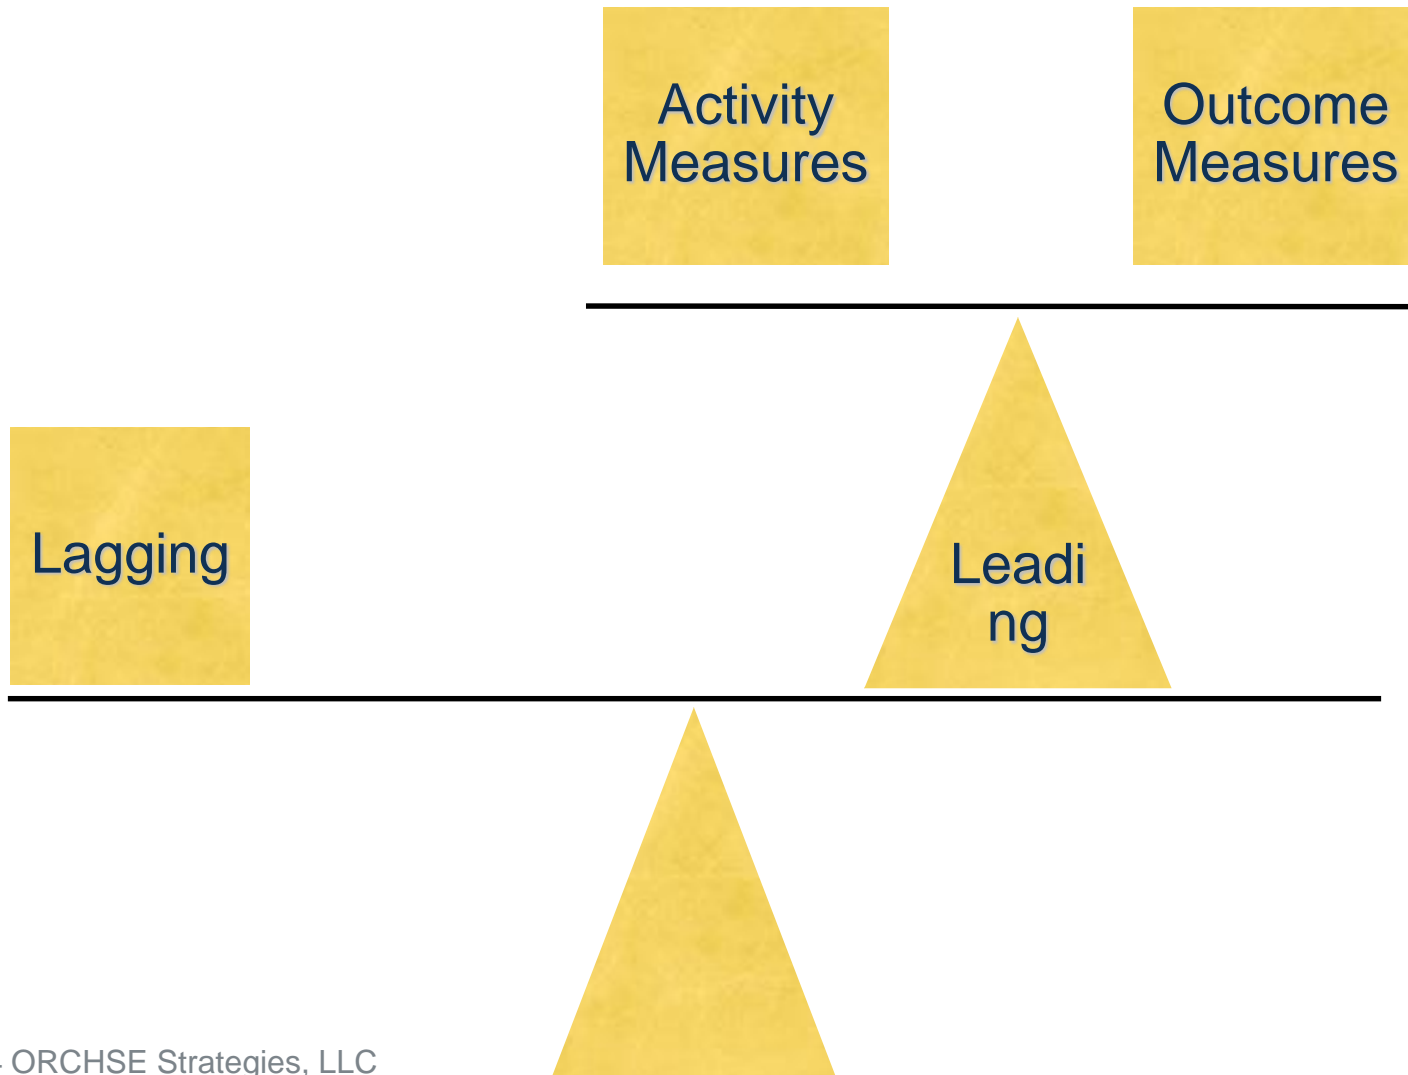 Activity
Measures
Outcome
Measures
Lagging
Leadi
ng
ORCHSE Strategies, LLC